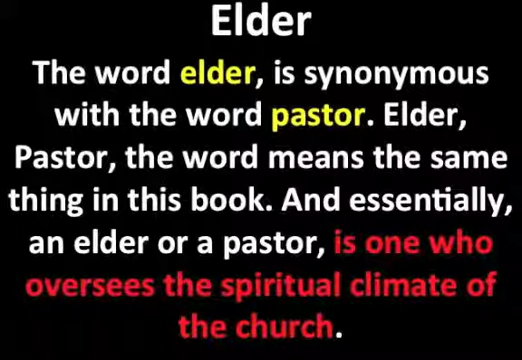 Elder
The word elder, is synonymous
with the word pastor. Elder,
Pastor, the word means the same
thing in this book. And essentially,
an elder or a pastor, is one who
oversees the spiritual climate of
the church.